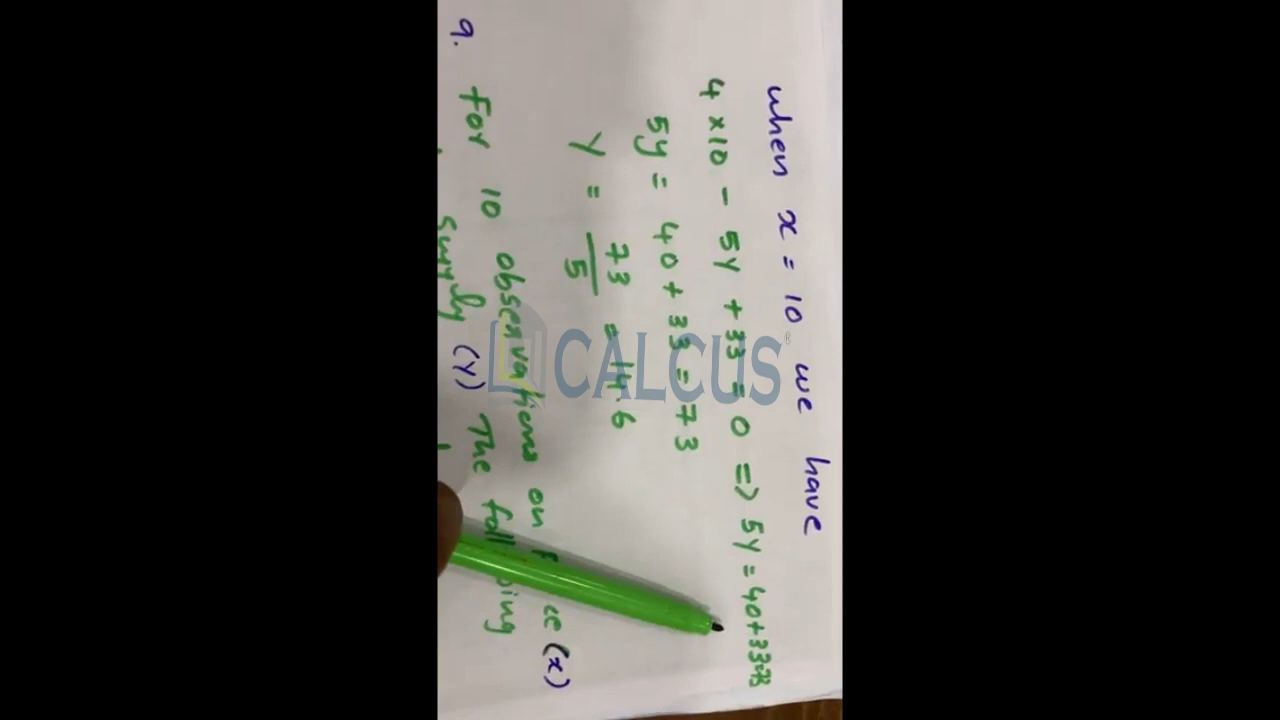 when x = 10 we have
4 × 10 - 5y + 33 = 0 => 5y = 40+33=73
5y = 40 + 33 = 73
y = 73/5 = 14.6
9. For 10 observations on (x)
supply (Y) The
CALCUS